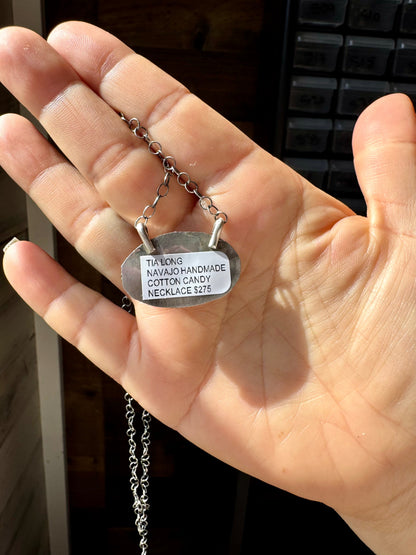 TIA LONG
NAVAJO HANDMADE
COTTON CANDY
NECKLACE $275